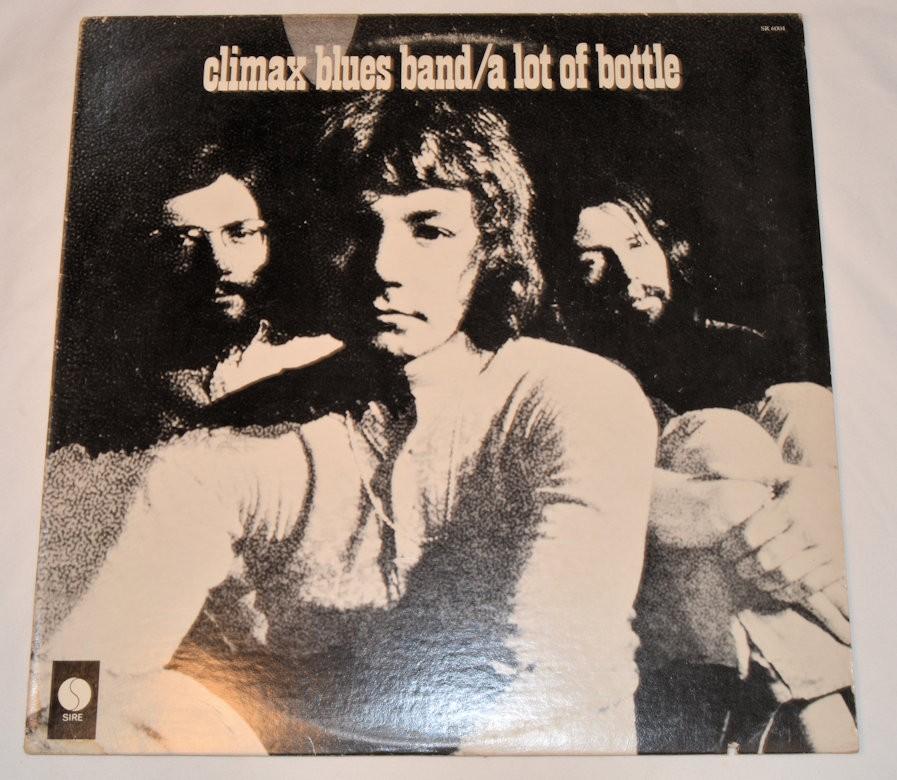 SR 6004
climax blues band/a lot of bottle
SIRE